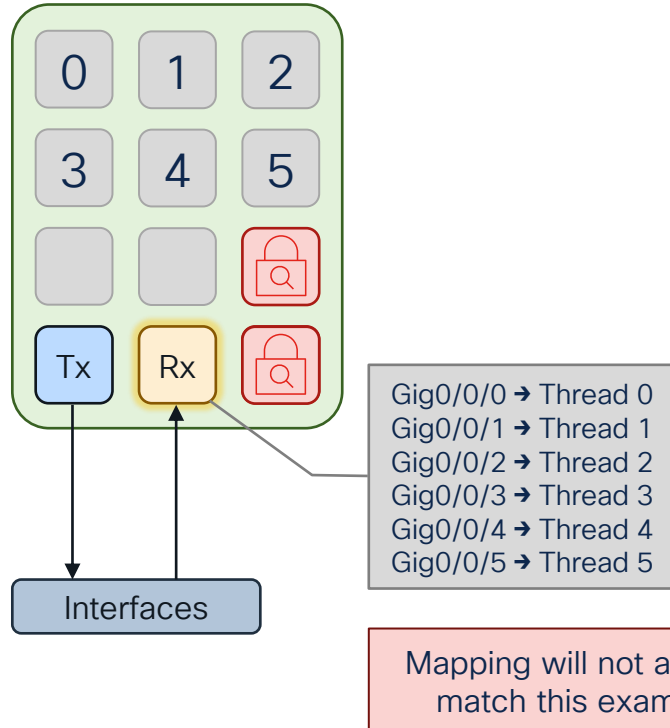 0 1 2
3 4 5
Tx Rx
Gig0/0/0 → Thread 0
Gig0/0/1 → Thread 1
Gig0/0/2 → Thread 2
Gig0/0/3 → Thread 3
Gig0/0/4 → Thread 4
Gig0/0/5 → Thread 5
Interfaces
Mapping will not
match this